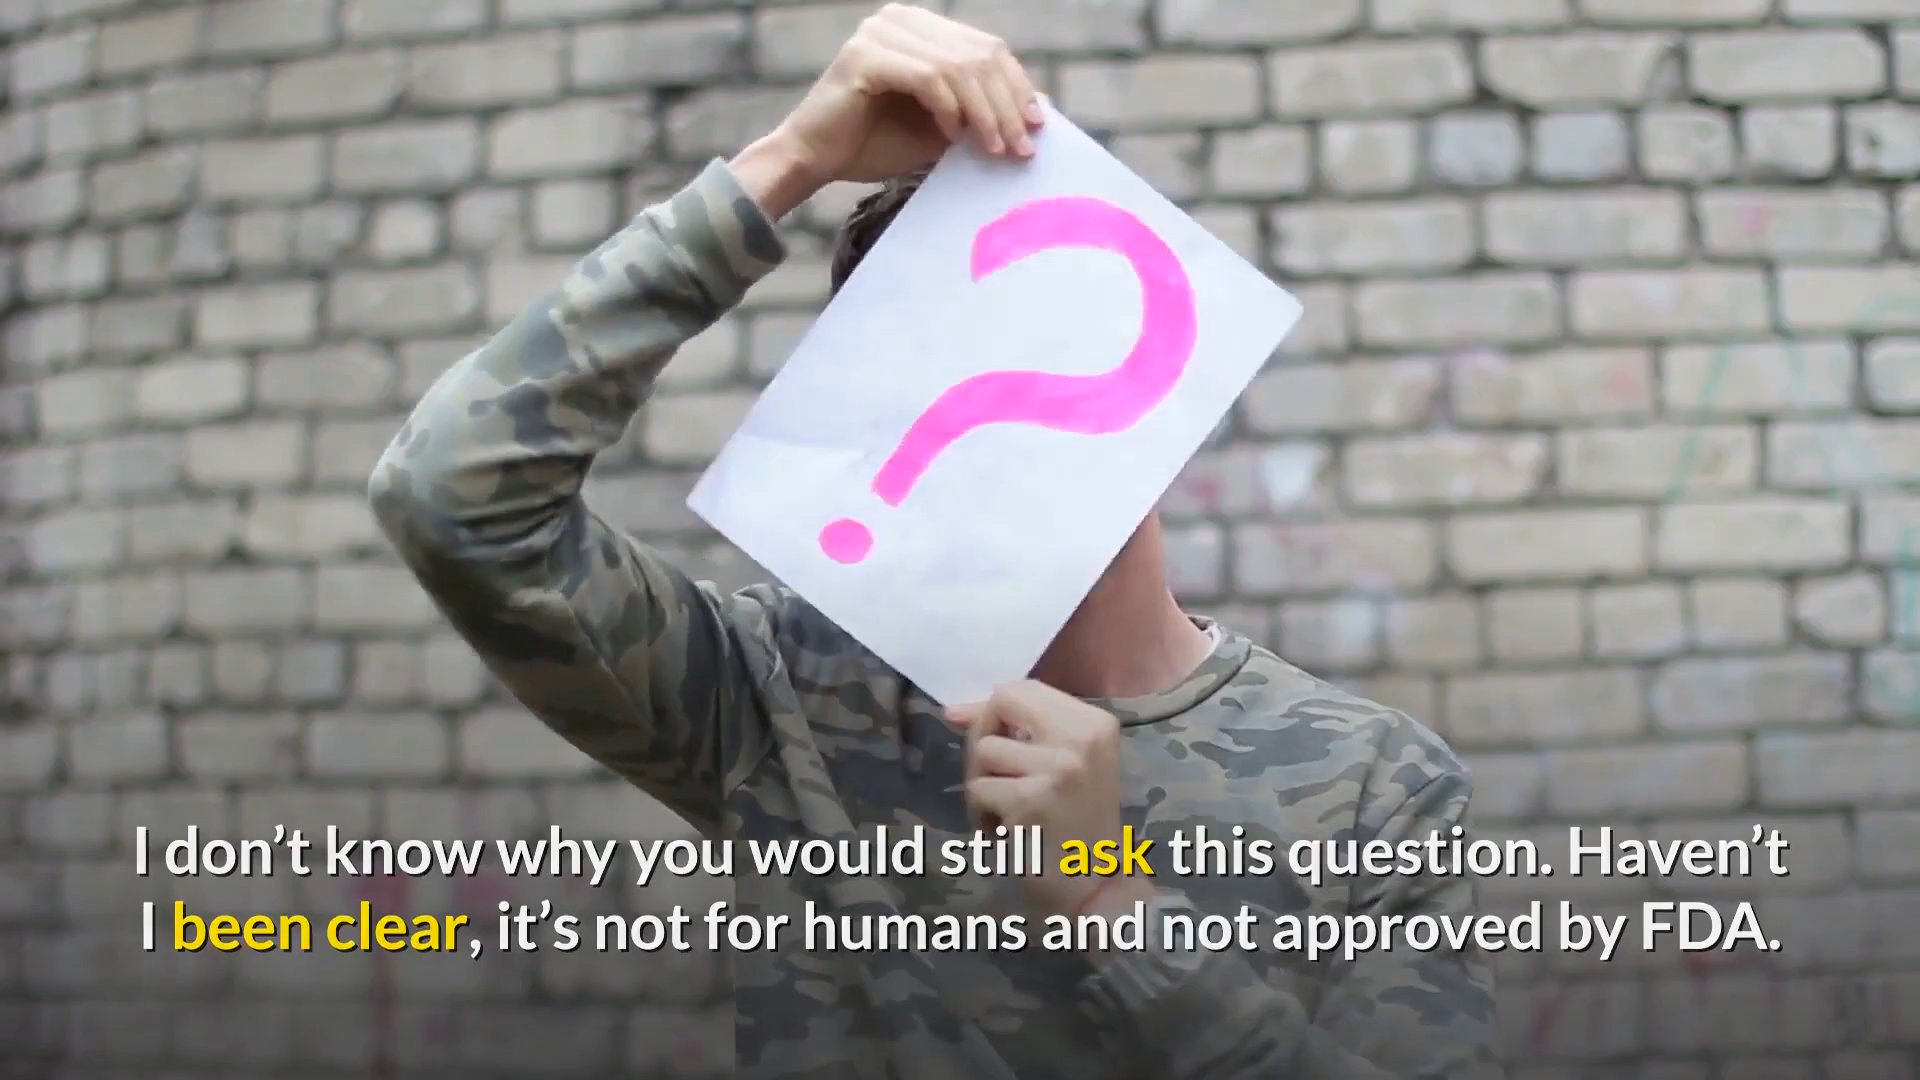 ?
I don’t know why you would still ask this question. Haven’t
I been clear, it’s not for humans and not approved by FDA.